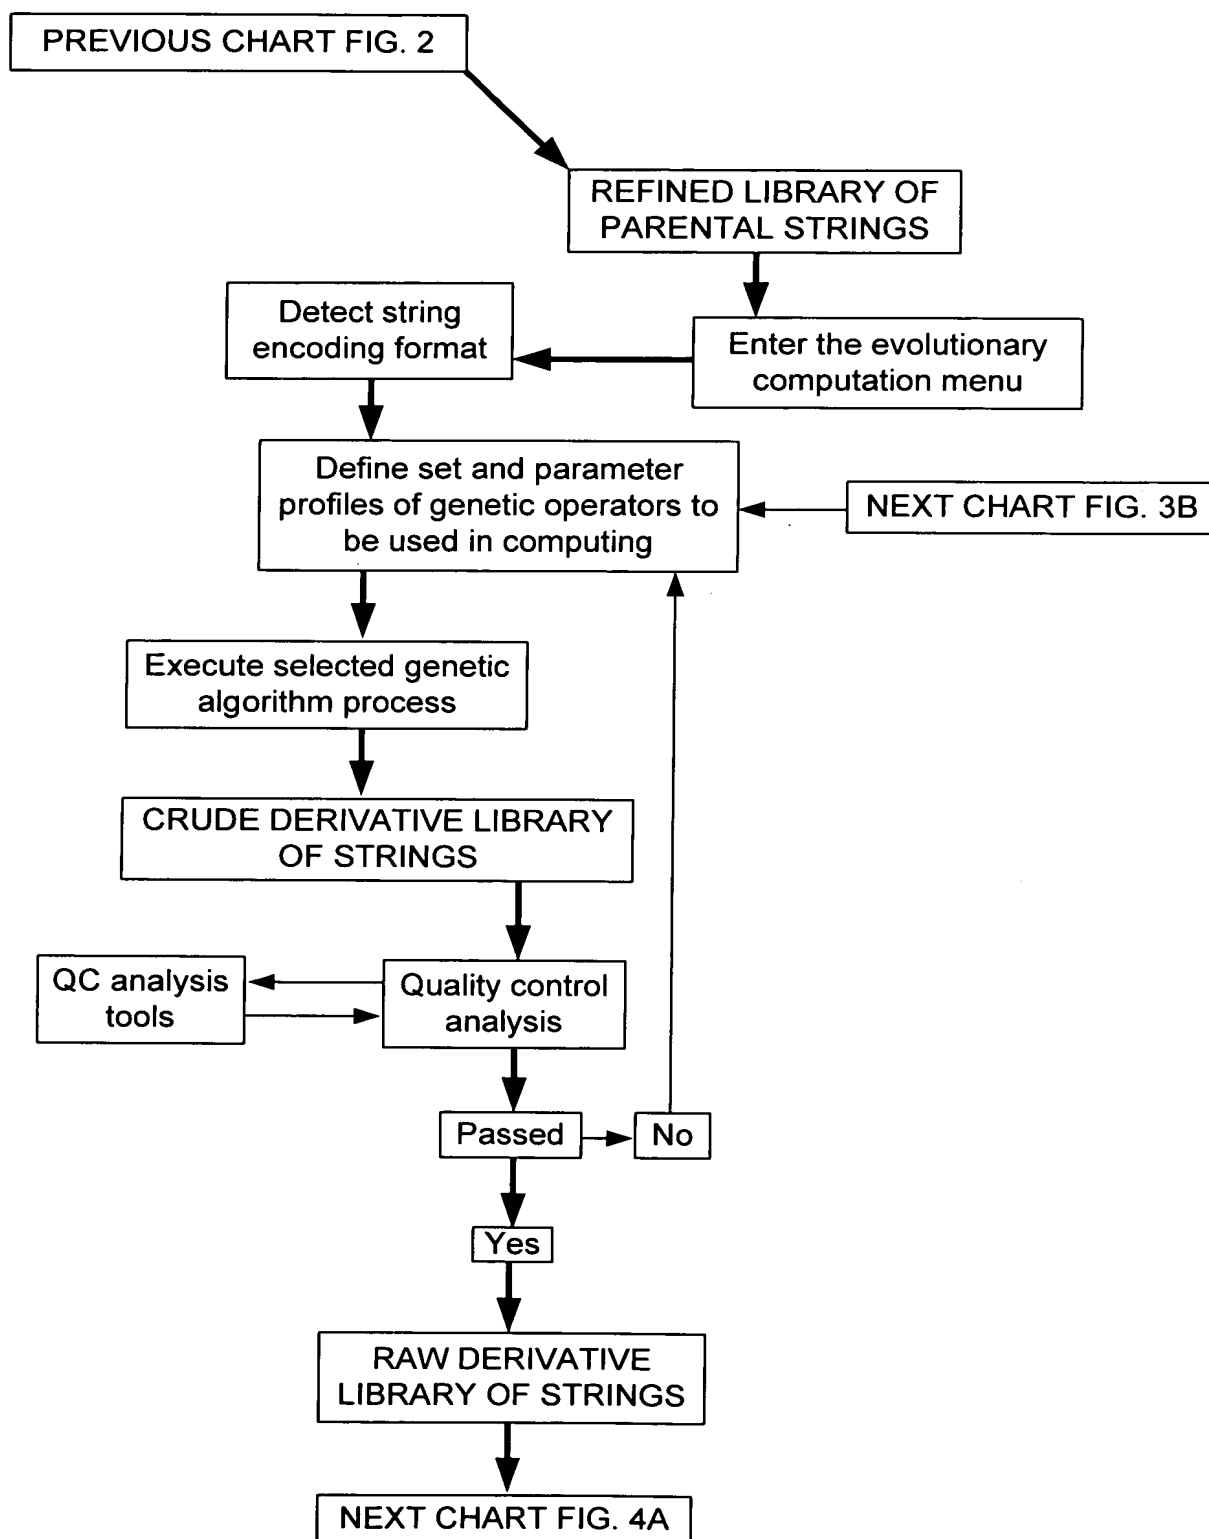 PREVIOUS CHART FIG. 2
REFINED LIBRARY OF
PARENTAL STRINGS
Detect string
encoding format
Enter the evolutionary
computation menu
Define set and parameter
profiles of genetic operators to
be used in computing
NEXT CHART FIG. 3B
Execute selected genetic
algorithm process
CRUDE DERIVATIVE LIBRARY
OF STRINGS
QC analysis
tools
Quality control
analysis
Passed
No
Yes
RAW DERIVATIVE
LIBRARY OF STRINGS
NEXT CHART FIG. 4A